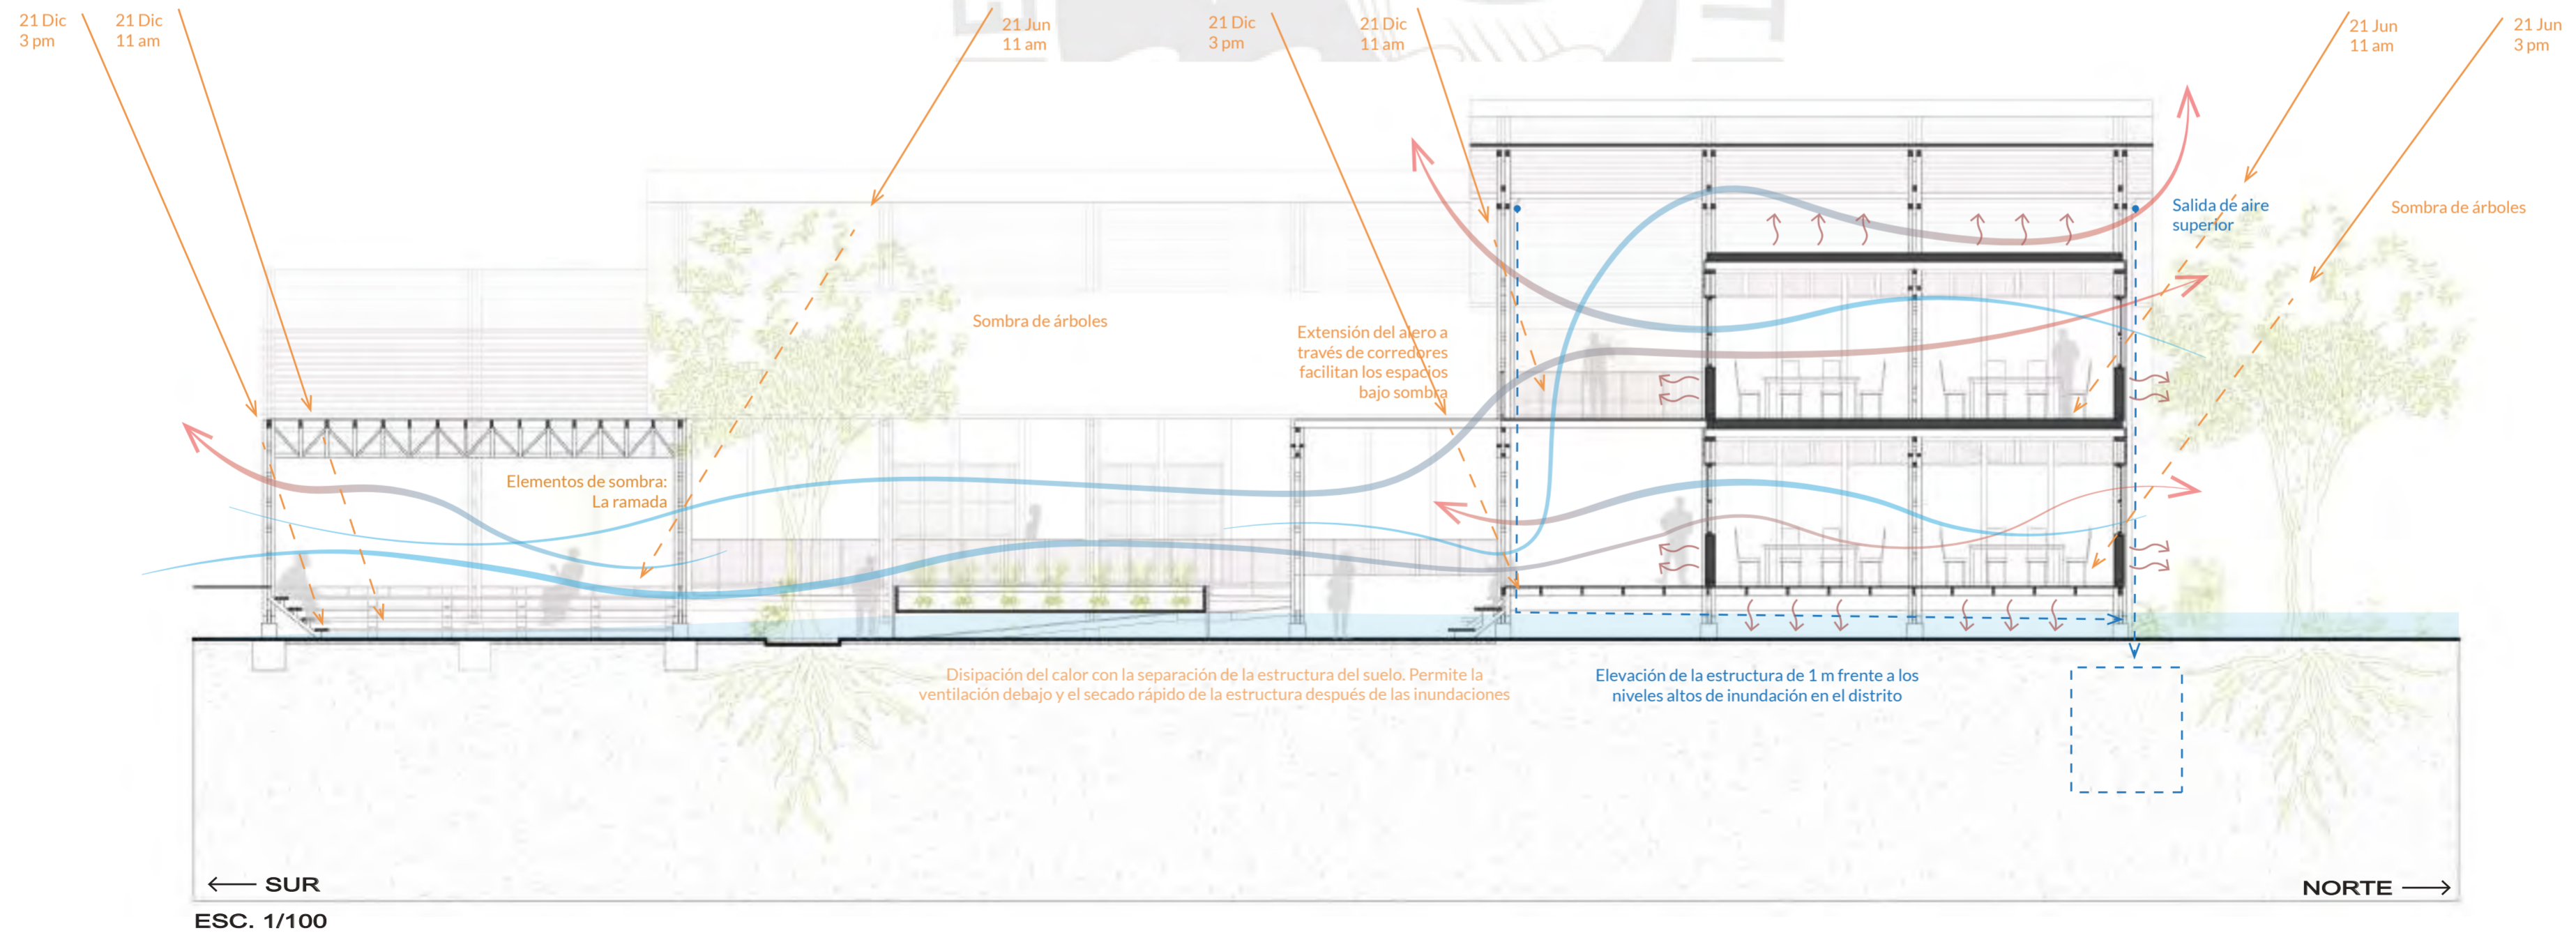 21 Dic
3 pm
21 Dic
11 am
21 Jun
11 am
21 Dic
3 pm
21 Dic
11 am
21 Jun
11 am
21 Jun
3 pm
Salida de aire
superior
Sombra de árboles
Sombra de árboles
Extensión del alero a
través de corredores
facilitan los espacios
bajo sombra
Elementos de sombra:
La ramada
Disipación del calor con la separación de la estructura del suelo. Permite la
ventilación debajo y el secado rápido de la estructura después de las inundaciones
Elevación de la estructura de 1 m frente a los
niveles altos de inundación en el distrito
SUR
NORTE
ESC. 1/100